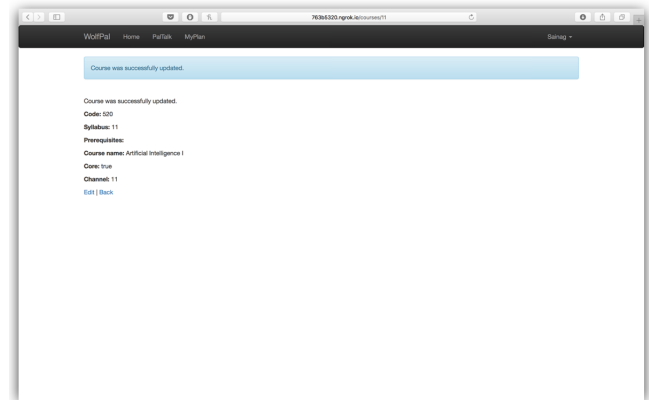 763b5320.ngrok.io/courses/11
WolfPal Home PalTalk MyPlan Sainag
Course was successfully updated.
Course was successfully updated.
Code: 520
Syllabus: 11
Prerequisites:
Course name: Artificial Intelligence I
Core: true
Channel: 11
Edit | Back